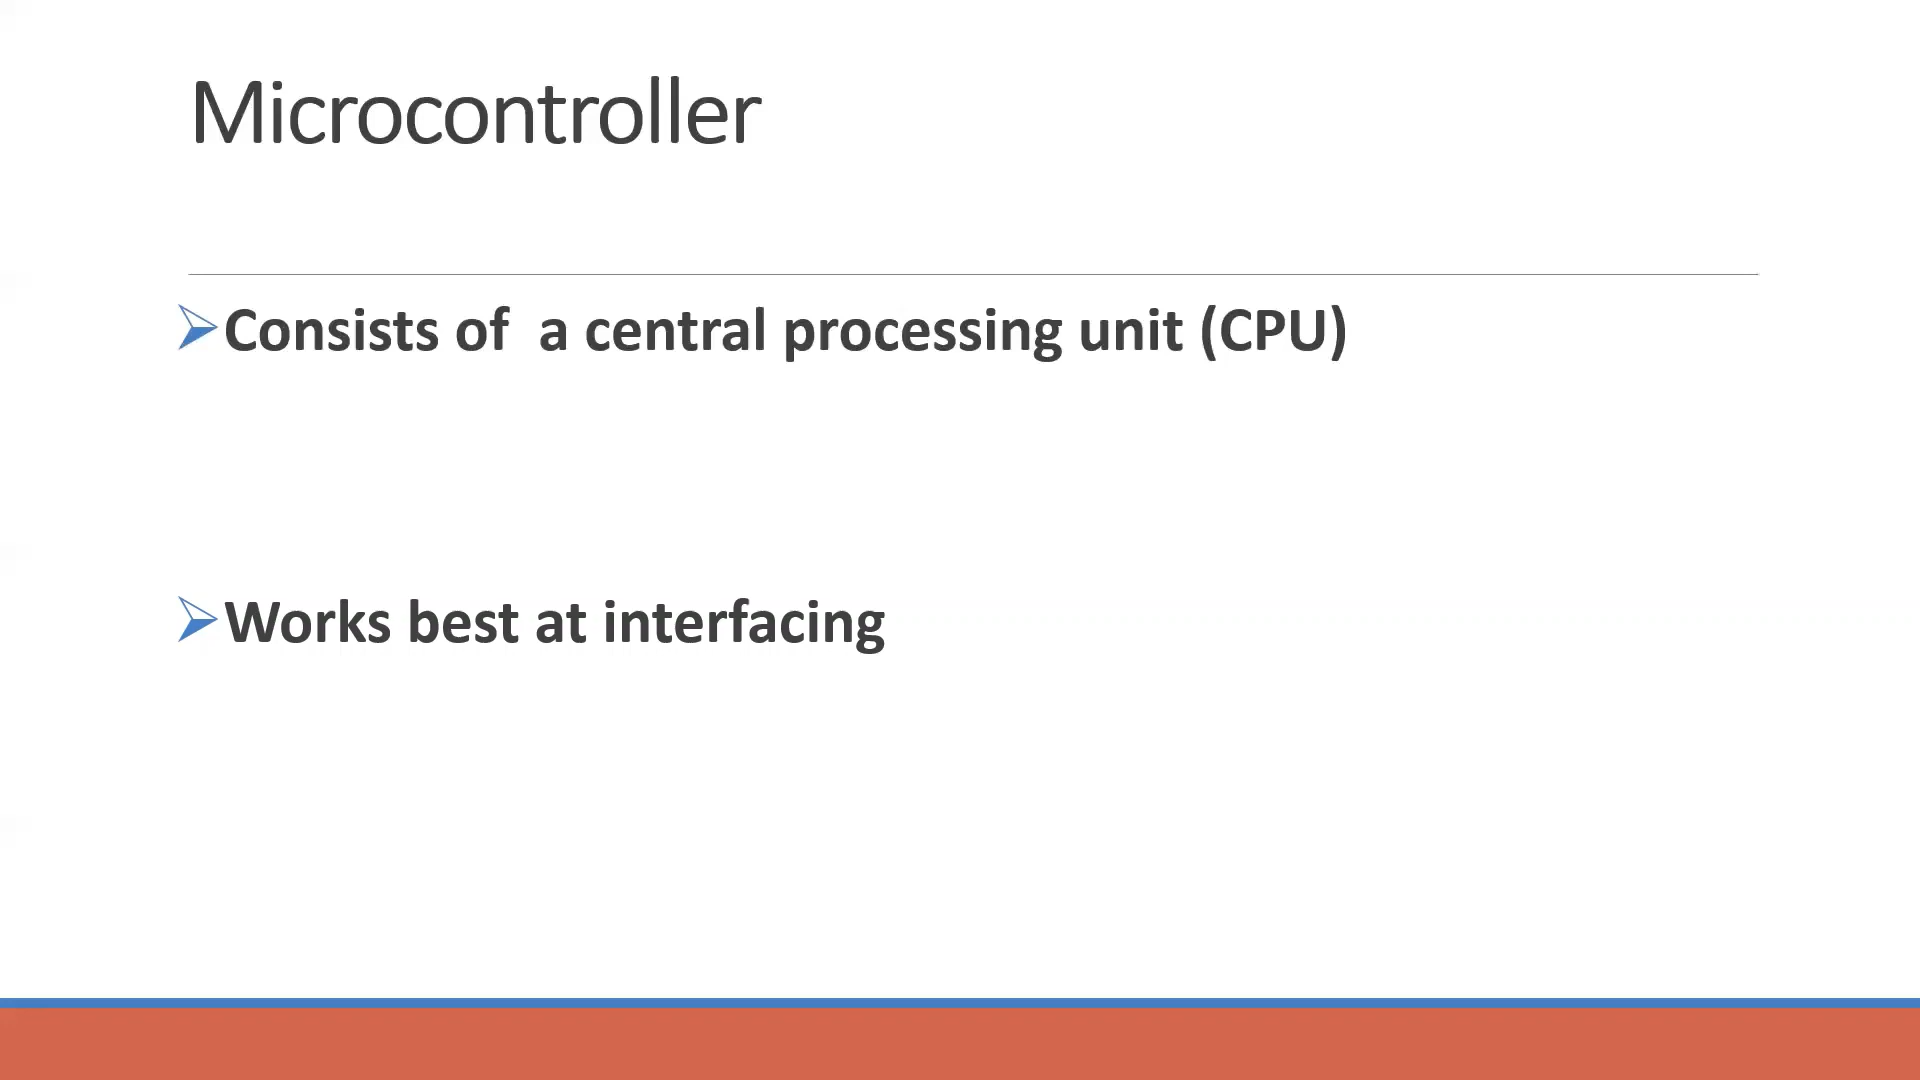 Microcontroller
Consists of  a central processing unit (CPU)
Works best at interfacing